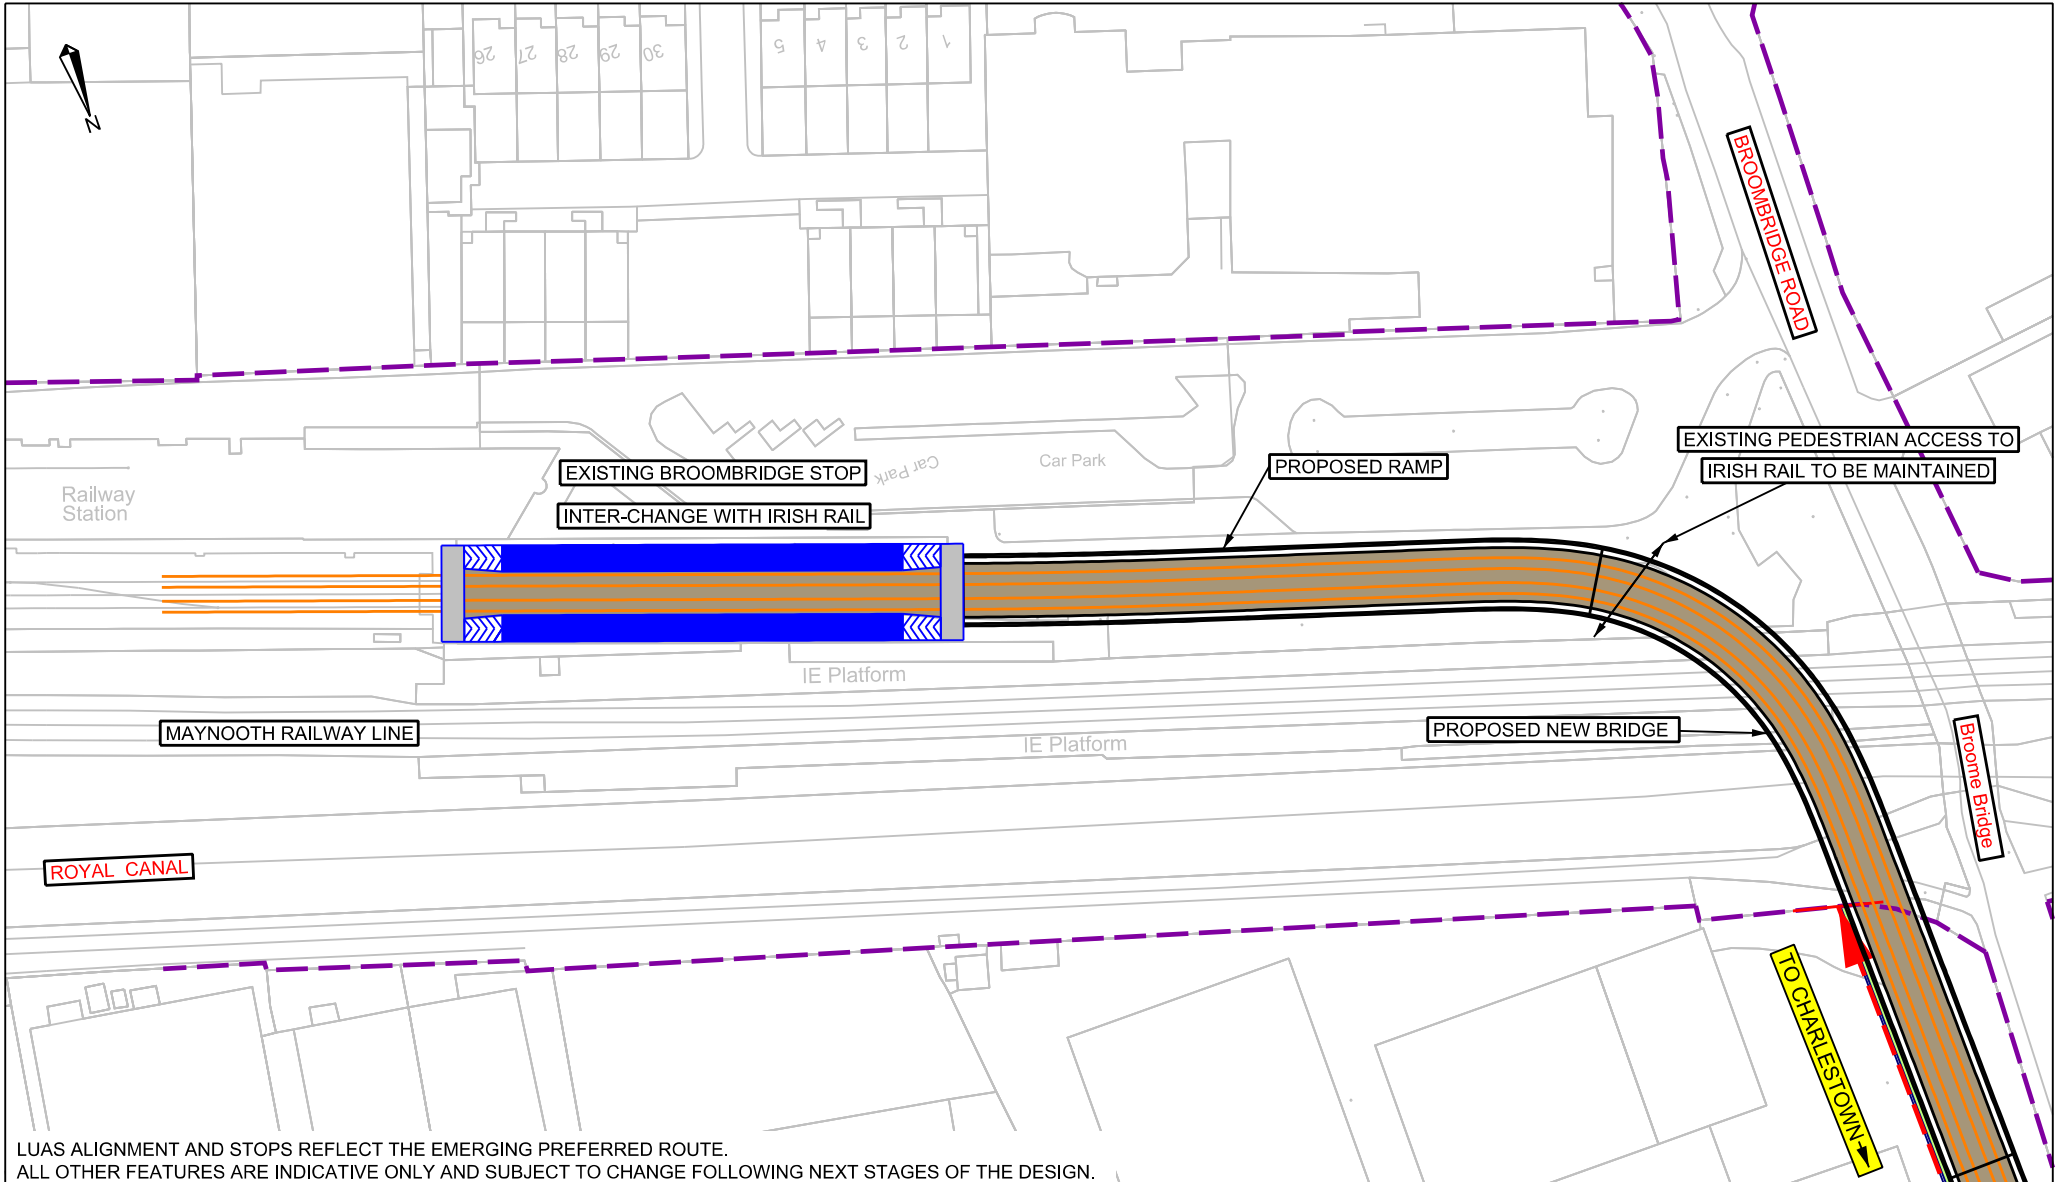 26
27
28
29
30
5
4
3
2
1
N
BROOMBRIDGE ROAD
EXISTING PEDESTRIAN ACCESS TO
IRISH RAIL TO BE MAINTAINED
EXISTING BROOMBRIDGE STOP
INTER-CHANGE WITH IRISH RAIL
Car Park
Car Park
PROPOSED RAMP
Railway
Station
IE Platform
MAYNOOTH RAILWAY LINE
IE Platform
PROPOSED NEW BRIDGE
Broome Bridge
ROYAL CANAL
TO CHARLESTOWN
LUAS ALIGNMENT AND STOPS REFLECT THE EMERGING PREFERRED ROUTE.
ALL OTHER FEATURES ARE INDICATIVE ONLY AND SUBJECT TO CHANGE FOLLOWING NEXT STAGES OF THE DESIGN.